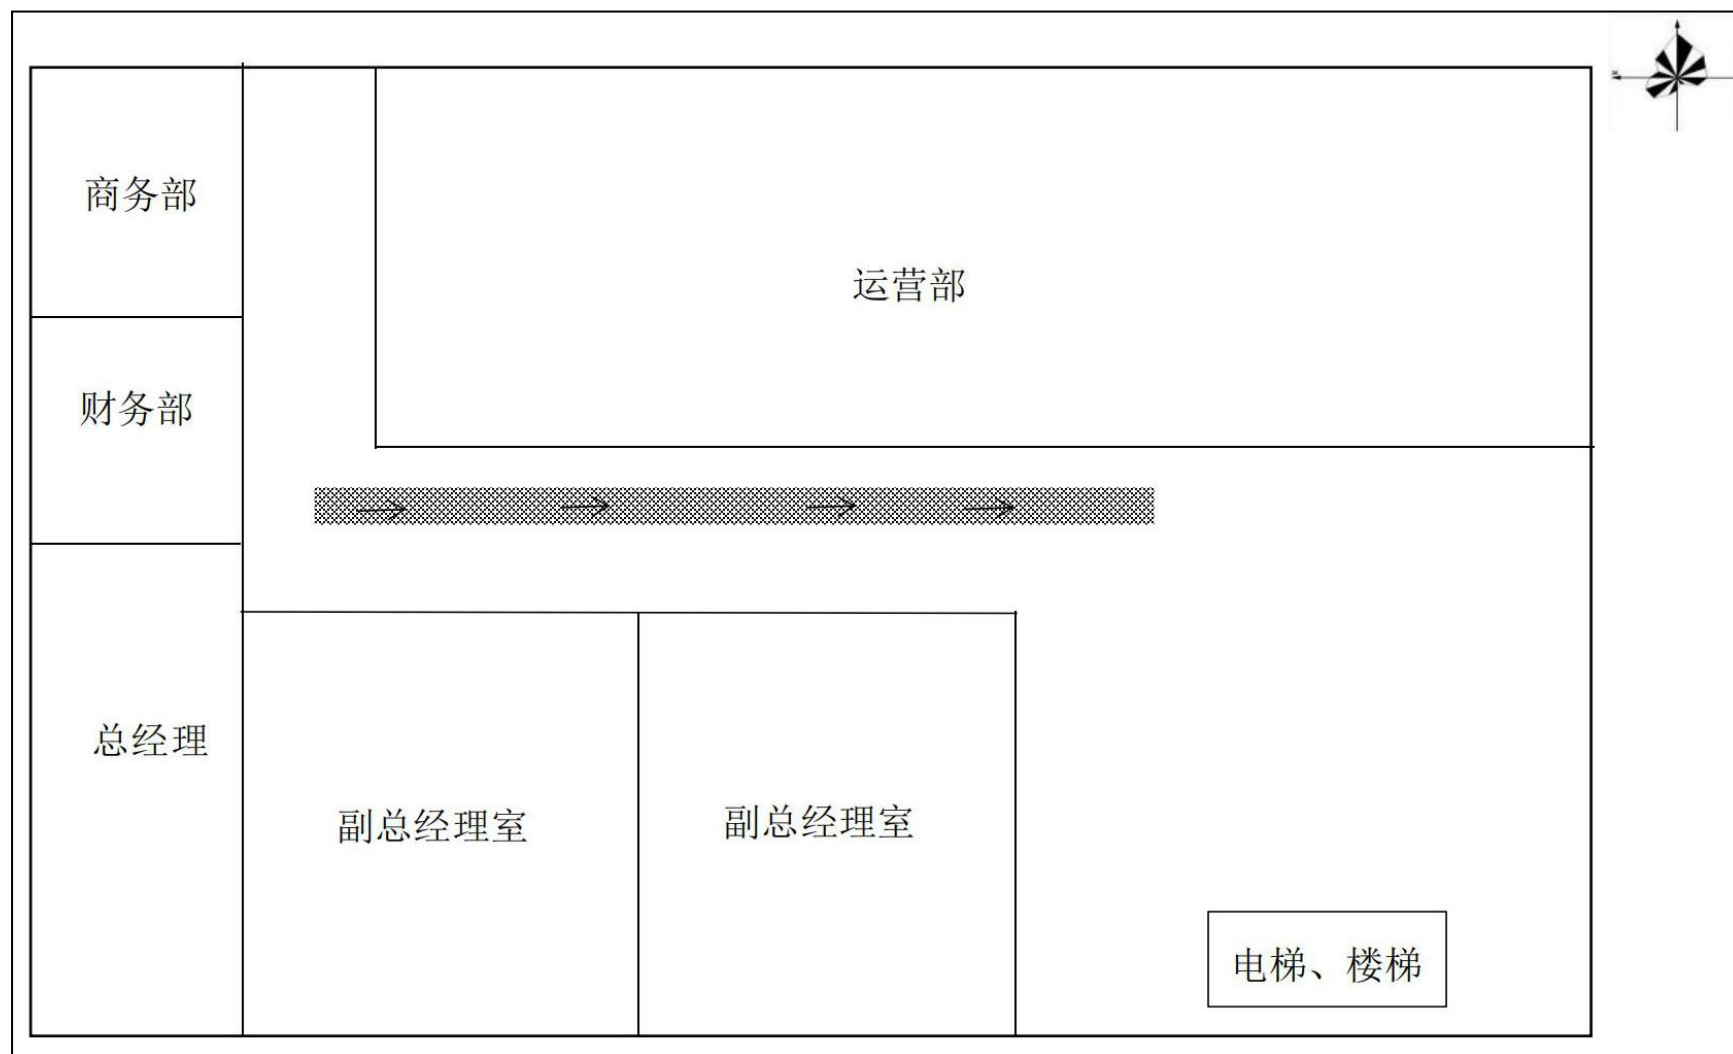 商务部
运营部
财务部
总经理
副总经理室
副总经理室
电梯、楼梯